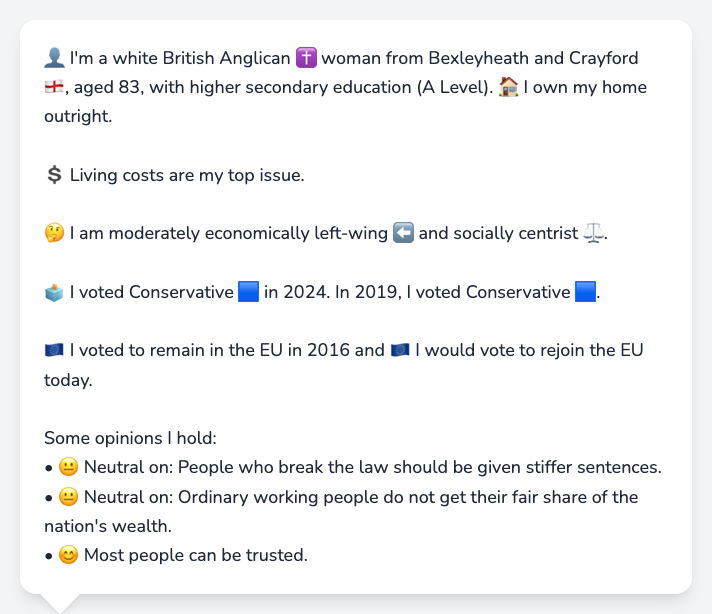 👤 I'm a white British Anglican ✝️ woman from Bexleyheath and Crayford
🏴󠁧󠁢󠁥󠁮󠁧󠁿, aged 83, with higher secondary education (A Level). 🏠 I own my home
outright.
💲 Living costs are my top issue.
🤔 I am moderately economically left-wing ⬅️ and socially centrist ⚖️.
🗳️ I voted Conservative 🟦 in 2024. In 2019, I voted Conservative 🟦.
🇪🇺 I voted to remain in the EU in 2016 and 🇪🇺 I would vote to rejoin the EU
today.
Some opinions I hold:
• 😐 Neutral on: People who break the law should be given stiffer sentences.
• 😐 Neutral on: Ordinary working people do not get their fair share of the
nation's wealth.
• 😊 Most people can be trusted.